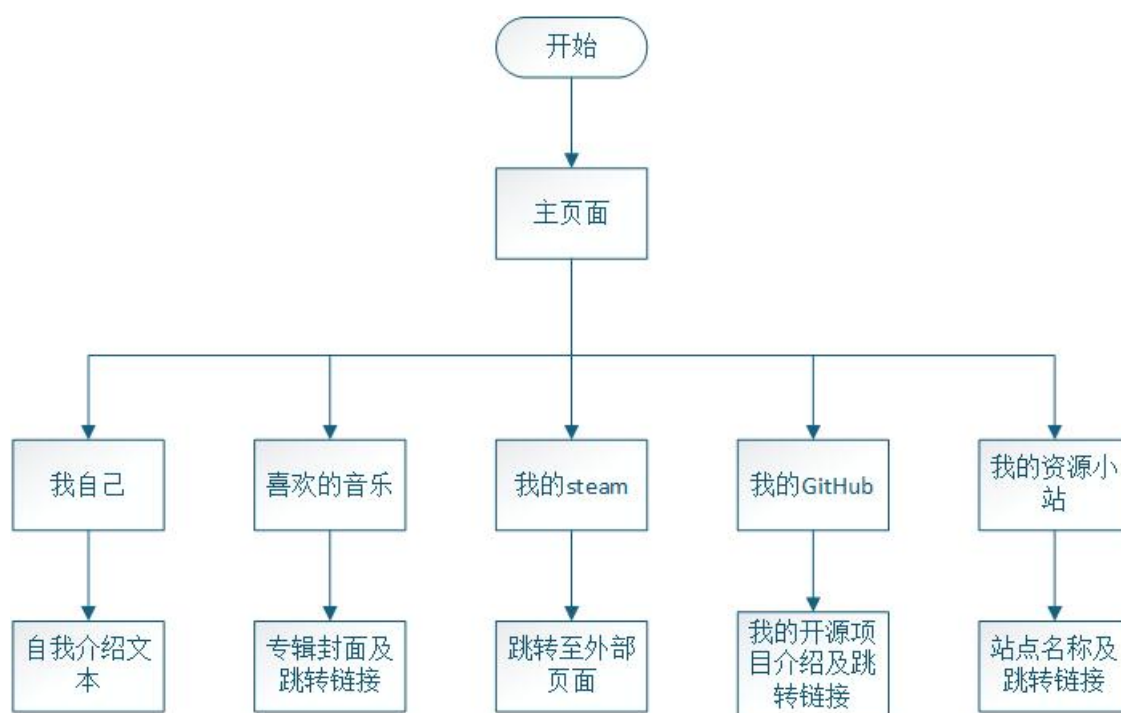 开始
主页面
我自己
喜欢的音乐
我的steam
我的GitHub
我的资源小
站
自我介绍文
本
专辑封面及
跳转链接
跳转至外部
页面
我的开源项
目介绍及跳
转链接
站点名称及
跳转链接